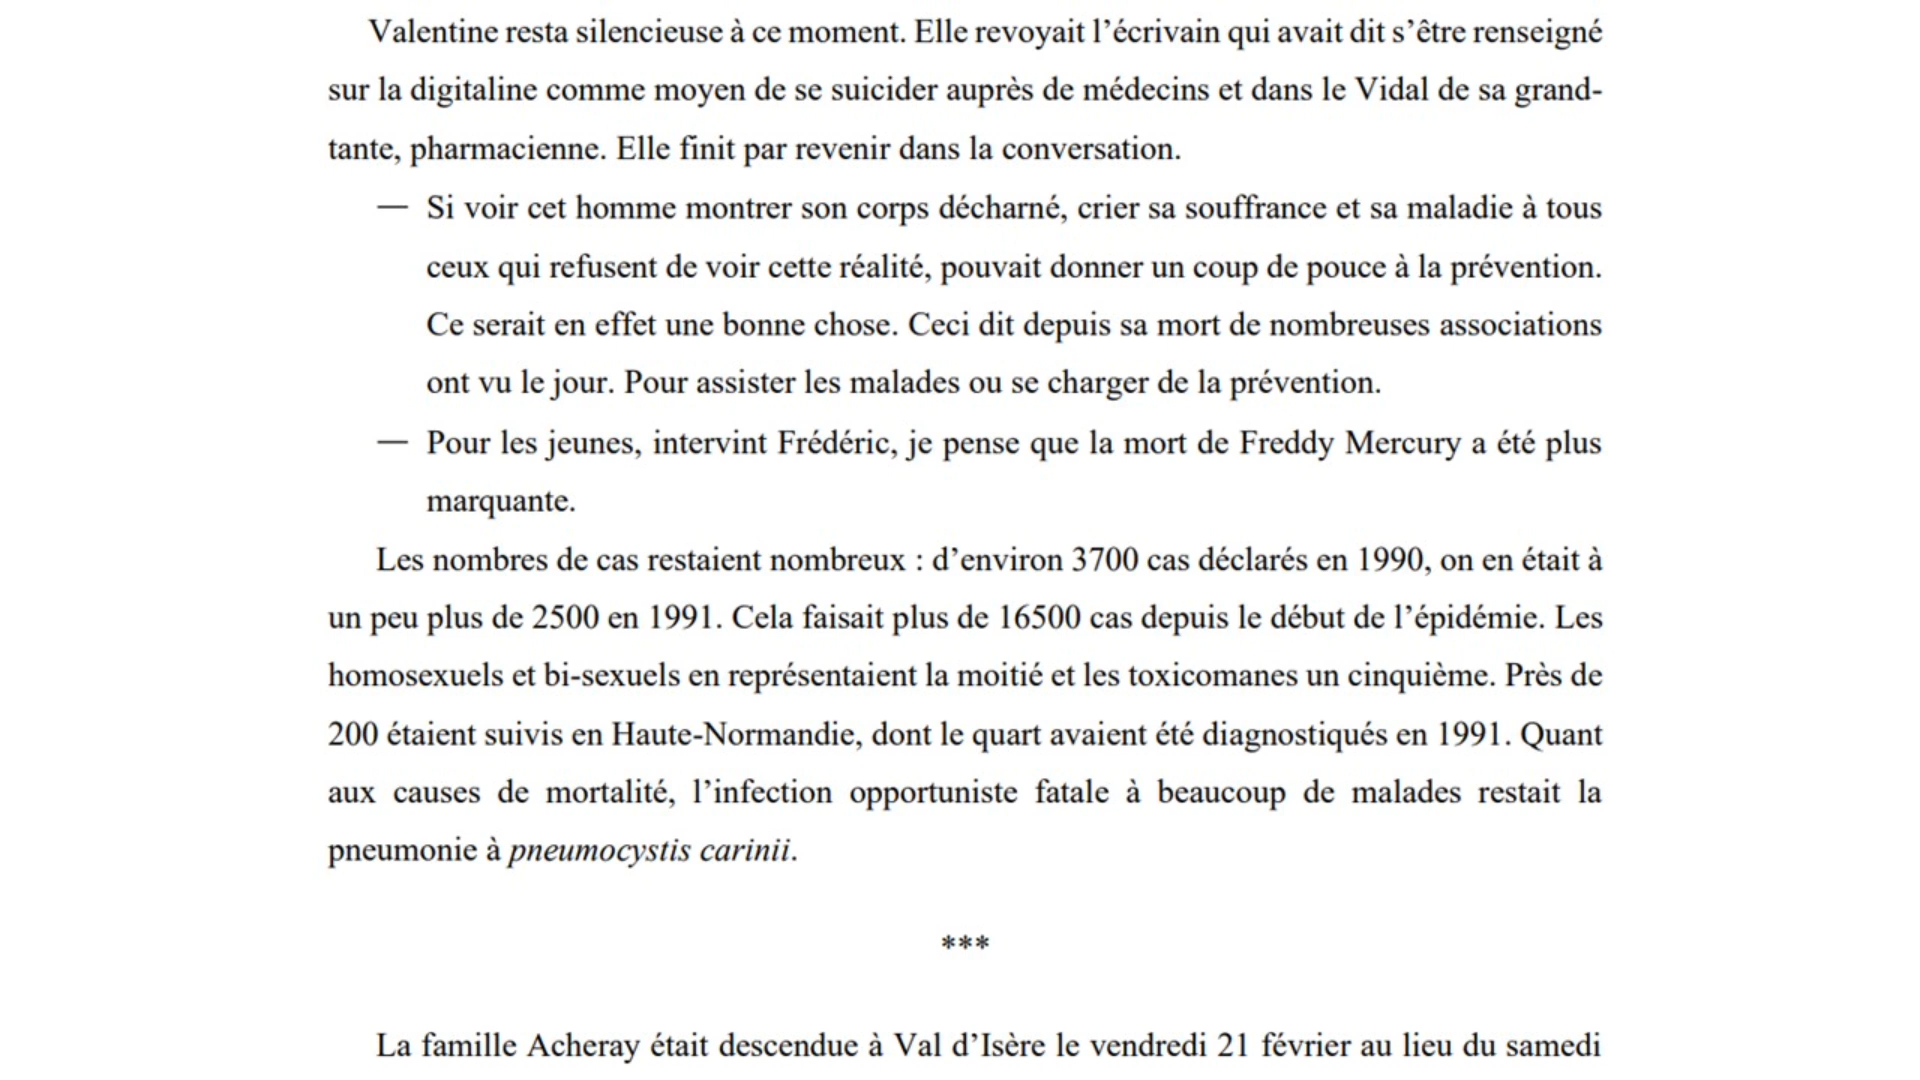 Valentine resta silencieuse à ce moment. Elle revoyait l’écrivain qui avait dit s’être renseigné
sur la digitaline comme moyen de se suicider auprès de médecins et dans le Vidal de sa grand-
tante, pharmacienne. Elle finit par revenir dans la conversation.
— Si voir cet homme montrer son corps décharné, crier sa souffrance et sa maladie à tous
ceux qui refusent de voir cette réalité, pouvait donner un coup de pouce à la prévention.
Ce serait en effet une bonne chose. Ceci dit depuis sa mort de nombreuses associations
ont vu le jour. Pour assister les malades ou se charger de la prévention.
— Pour les jeunes, intervint Frédéric, je pense que la mort de Freddy Mercury a été plus
marquante.
Les nombres de cas restaient nombreux : d’environ 3700 cas déclarés en 1990, on en était à
un peu plus de 2500 en 1991. Cela faisait plus de 16500 cas depuis le début de l’épidémie. Les
homosexuels et bi-sexuels en représentaient la moitié et les toxicomanes un cinquième. Près de
200 étaient suivis en Haute-Normandie, dont le quart avaient été diagnostiqués en 1991. Quant
aux causes de mortalité, l’infection opportuniste fatale à beaucoup de malades restait la
pneumonie à pneumocystis carinii.
***
La famille Acheray était descendue à Val d’Isère le vendredi 21 février au lieu du samedi